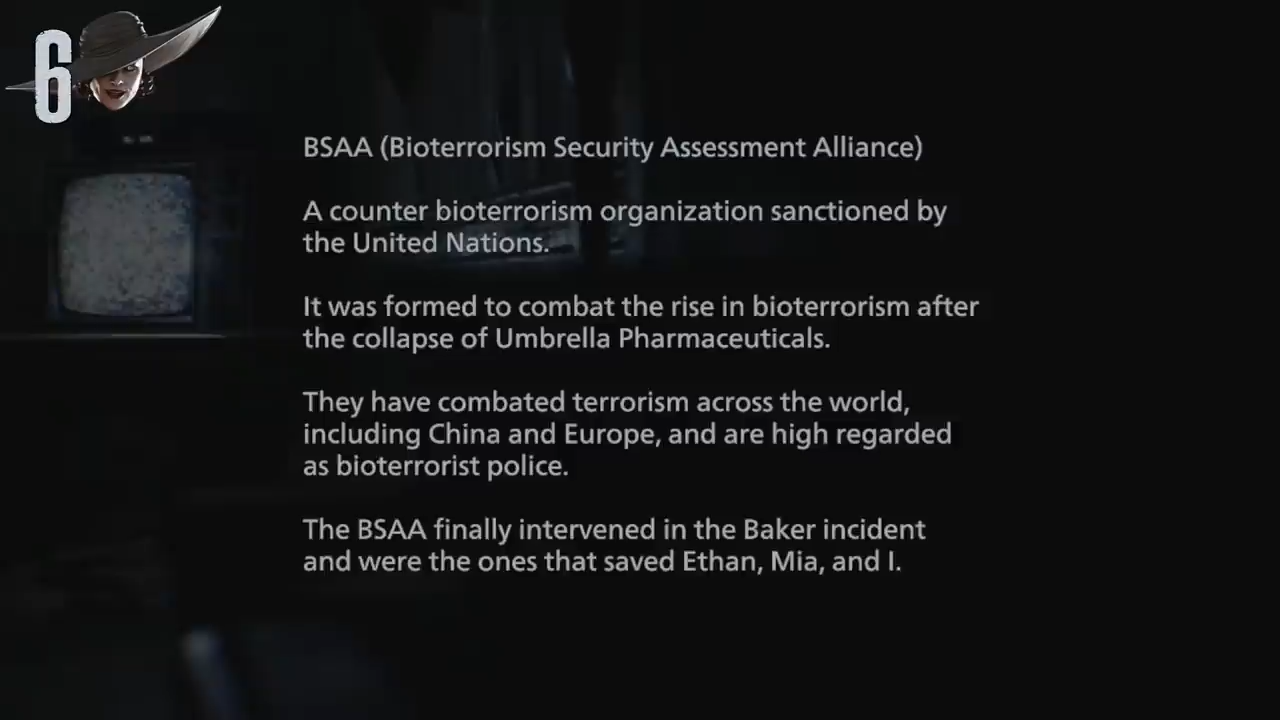 6
BSAA (Bioterrorism Security Assessment Alliance)
A counter bioterrorism organization sanctioned by
the United Nations.
It was formed to combat the rise in bioterrorism after
the collapse of Umbrella Pharmaceuticals.
They have combated terrorism across the world,
including China and Europe, and are high regarded
as bioterrorist police.
The BSAA finally intervened in the Baker incident
and were the ones that saved Ethan, Mia, and I.